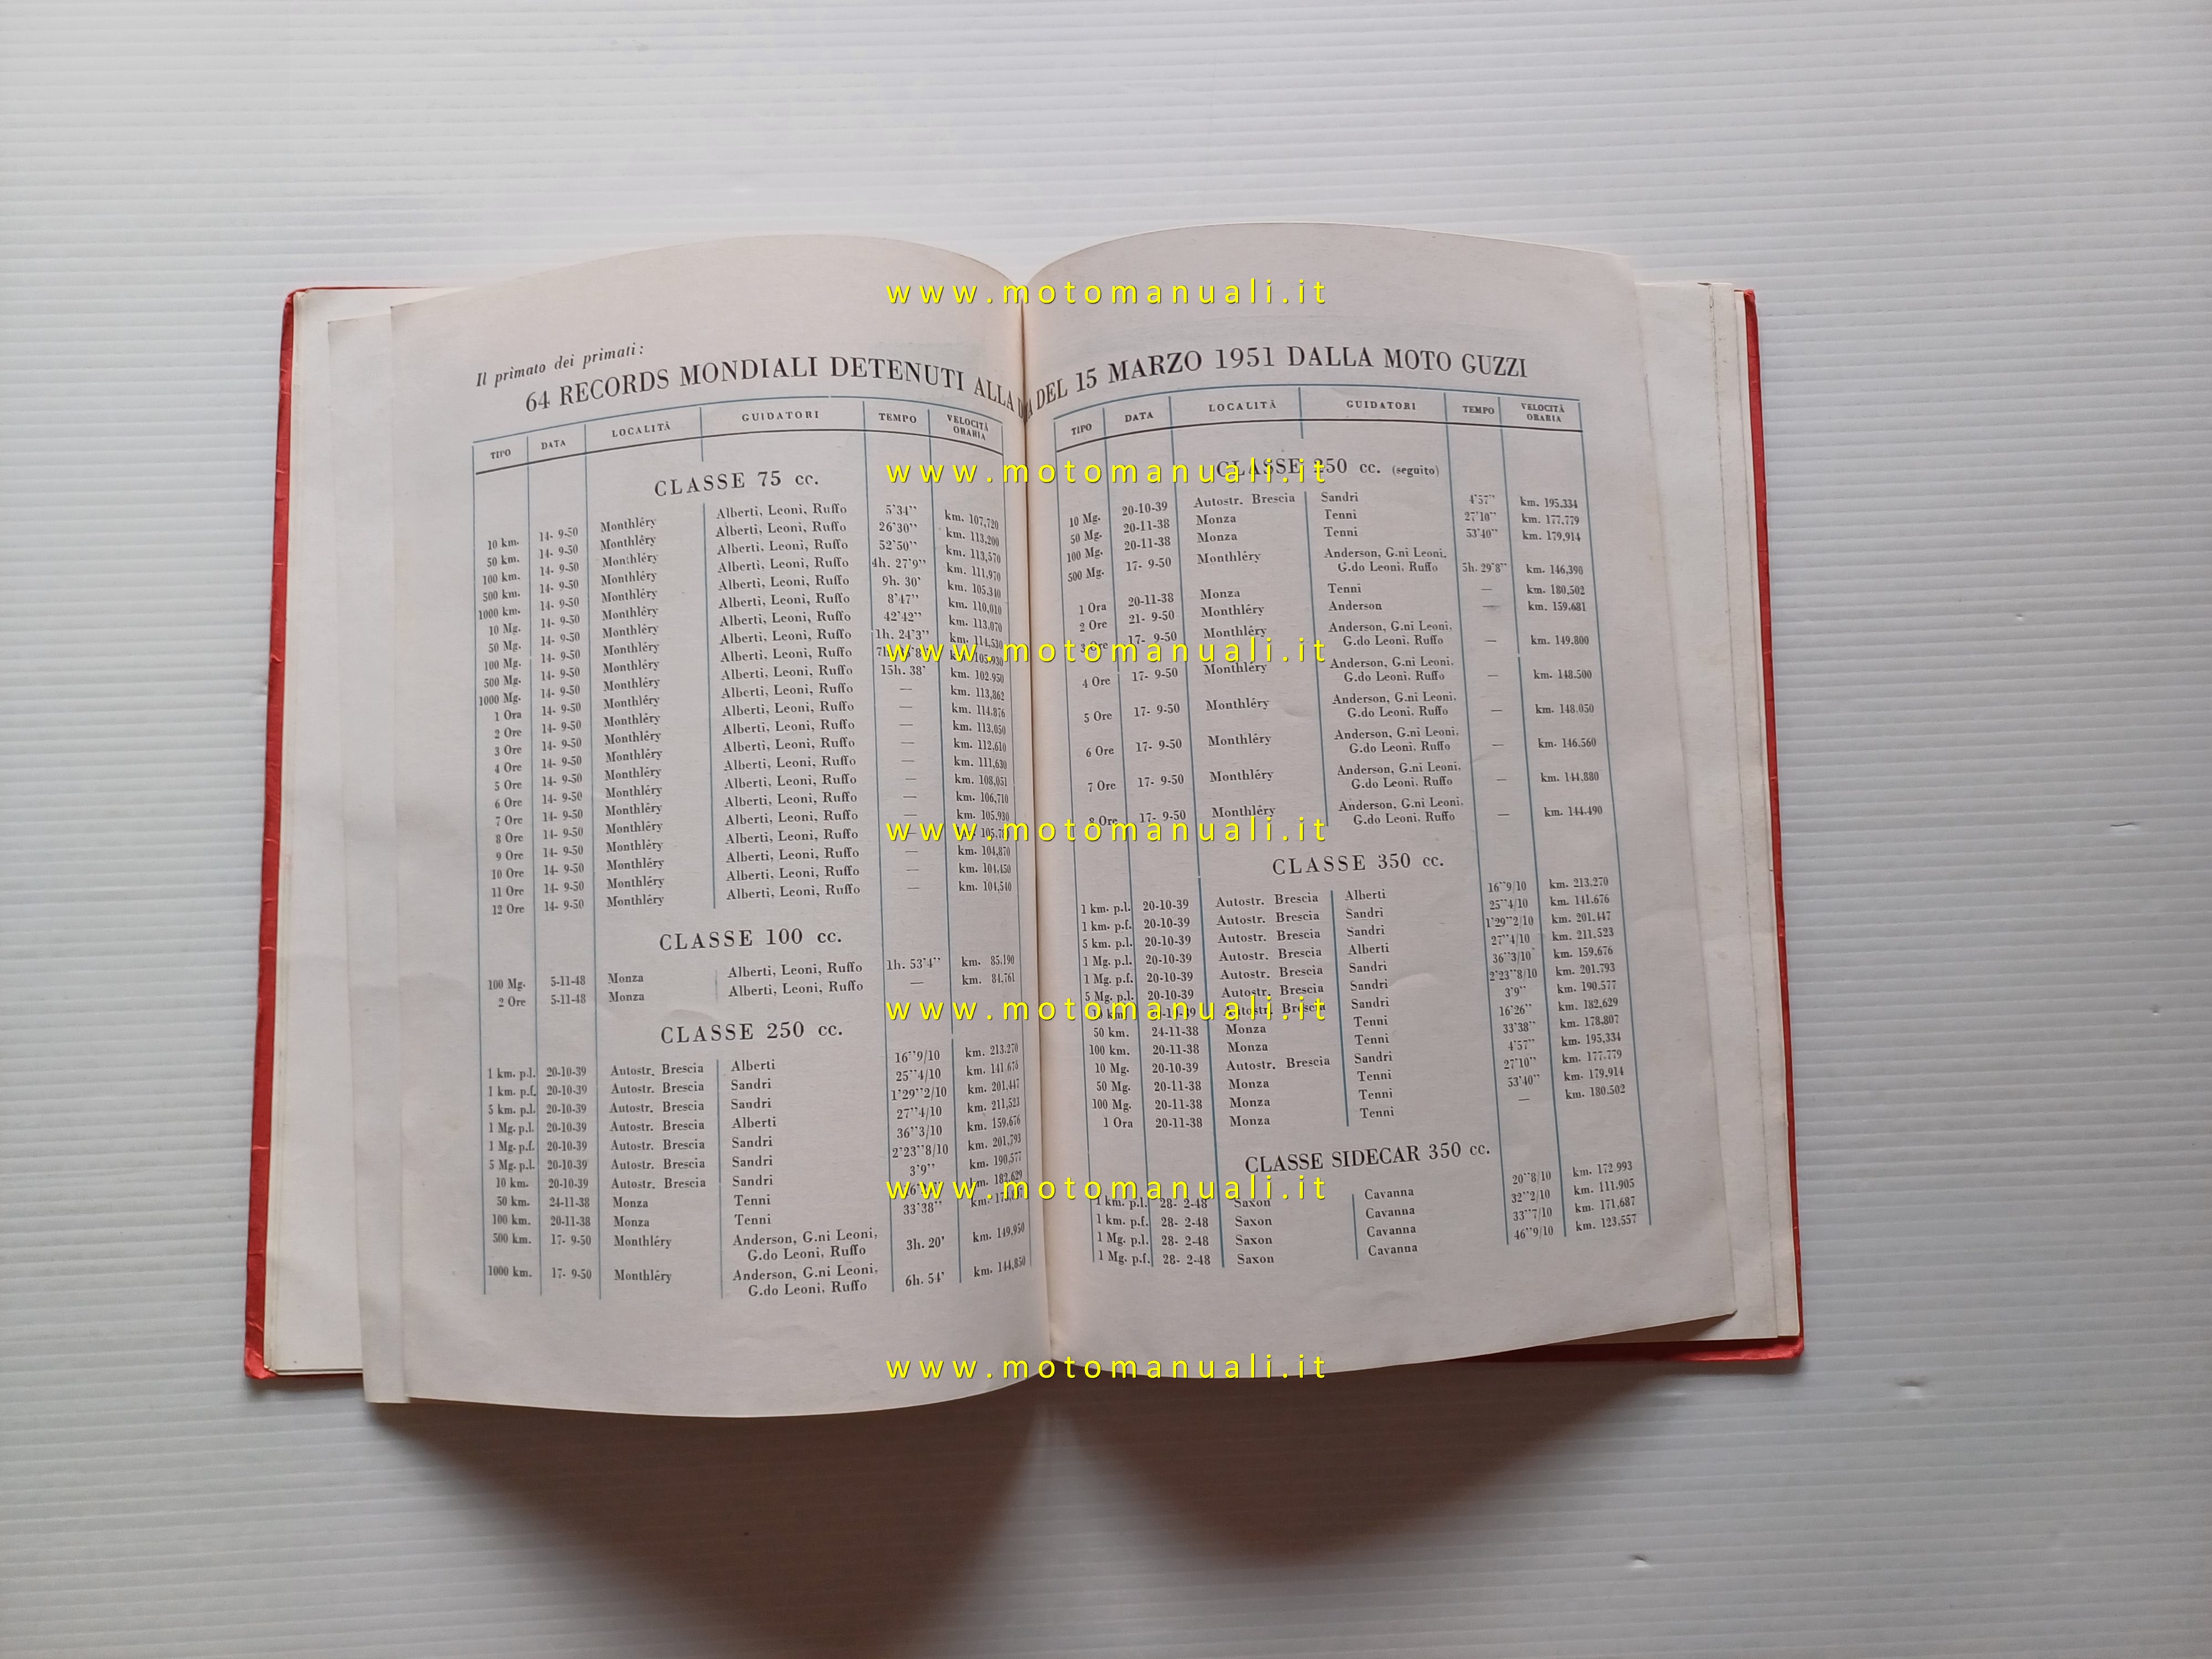 Il primato dei primati:
64 RECORDS MONDIALI DETENUTI ALLA DATA DEL 15 MARZO 1951 DALLA MOTO GUZZI
TIPO DATA LOCALITÀ GUIDATORI TEMPO VELOCITÀ ORARIA
CLASSE 75 cc.
10 km. 14- 9-50 Monthléry Alberti, Leoni, Ruffo 5'34'' km. 107,720
50 km. 14- 9-50 Monthléry Alberti, Leoni, Ruffo 26'30'' km. 113,200
100 km. 14- 9-50 Monthléry Alberti, Leoni, Ruffo 52'50'' km. 113,570
500 km. 14- 9-50 Monthléry Alberti, Leoni, Ruffo 4h. 27'9'' km. 111,970
1000 km. 14- 9-50 Monthléry Alberti, Leoni, Ruffo 9h. 30' km. 105,310
10 Mg. 14- 9-50 Monthléry Alberti, Leoni, Ruffo 8'47'' km. 110,010
50 Mg. 14- 9-50 Monthléry Alberti, Leoni, Ruffo 42'42'' km. 113,070
100 Mg. 14- 9-50 Monthléry Alberti, Leoni, Ruffo 1h. 24'3'' km. 114,530
500 Mg. 14- 9-50 Monthléry Alberti, Leoni, Ruffo km. 105,930
1000 Mg. 14- 9-50 Monthléry Alberti, Leoni, Ruffo 15h. 38' km. 102.950
1 Ora 14- 9-50 Monthléry Alberti, Leoni, Ruffo — km. 113,862
2 Ore 14- 9-50 Monthléry Alberti, Leoni, Ruffo — km. 114,876
3 Ore 14- 9-50 Monthléry Alberti, Leoni, Ruffo — km. 113,050
4 Ore 14- 9-50 Monthléry Alberti, Leoni, Ruffo — km. 112,610
5 Ore 14- 9-50 Monthléry Alberti, Leoni, Ruffo — km. 111,630
6 Ore 14- 9-50 Monthléry Alberti, Leoni, Ruffo — km. 108,051
7 Ore 14- 9-50 Monthléry Alberti, Leoni, Ruffo — km. 106,710
8 Ore 14- 9-50 Monthléry Alberti, Leoni, Ruffo — km. 105,930
9 Ore 14- 9-50 Monthléry Alberti, Leoni, Ruffo —
10 Ore 14- 9-50 Monthléry Alberti, Leoni, Ruffo — km. 104,870
11 Ore 14- 9-50 Monthléry Alberti, Leoni, Ruffo — km. 104,450
12 Ore 14- 9-50 Monthléry Alberti, Leoni, Ruffo — km. 104,540
CLASSE 100 cc.
100 Mg. 5-11-48 Monza Alberti, Leoni, Ruffo 1h. 53'4'' km. 85,190
2 Ore 5-11-48 Monza Alberti, Leoni, Ruffo — km. 84,761
CLASSE 250 cc.
1 km. p.l. 20-10-39 Autostr. Brescia Alberti 16''9/10 km. 213.270
1 km. p.f. 20-10-39 Autostr. Brescia Sandri 25''4/10 km. 141,676
5 km. p.l. 20-10-39 Autostr. Brescia Sandri 1'29''2/10 km. 201,447
1 Mg. p.l. 20-10-39 Autostr. Brescia Alberti 27''4/10 km. 211,523
1 Mg. p.f. 20-10-39 Autostr. Brescia Sandri 36''3/10 km. 159,676
5 Mg. p.l. 20-10-39 Autostr. Brescia Sandri 2'23''8/10 km. 201,793
10 km. 20-10-39 Autostr. Brescia Sandri 3'9'' km. 190,577
50 km. 24-11-38 Monza Tenni km. 182,629
100 km. 20-11-38 Monza Tenni 33'38''
500 km. 17- 9-50 Monthléry Anderson, G.ni Leoni, G.do Leoni, Ruffo 3h. 20' km. 149,950
1000 km. 17- 9-50 Monthléry Anderson, G.ni Leoni, G.do Leoni, Ruffo 6h. 54' km. 144,850
TIPO DATA LOCALITÀ GUIDATORI TEMPO VELOCITÀ ORARIA
CLASSE 250 cc. (seguito)
10 Mg. 20-10-39 Autostr. Brescia Sandri 4'57'' km. 195,334
50 Mg. 20-11-38 Monza Tenni 27'10'' km. 177,779
100 Mg. 20-11-38 Monza Tenni 53'40'' km. 179,914
500 Mg. 17- 9-50 Monthléry Anderson, G.ni Leoni, G.do Leoni, Ruffo 5h. 29'8'' km. 146,390
1 Ora 20-11-38 Monza Tenni — km. 180,502
2 Ore 21- 9-50 Monthléry Anderson — km. 159,681
3 Ore 17- 9-50 Monthléry Anderson, G.ni Leoni, G.do Leoni, Ruffo — km. 149,800
4 Ore 17- 9-50 Monthléry Anderson, G.ni Leoni, G.do Leoni, Ruffo — km. 148.500
5 Ore 17- 9-50 Monthléry Anderson, G.ni Leoni, G.do Leoni, Ruffo — km. 148.050
6 Ore 17- 9-50 Monthléry Anderson, G.ni Leoni, G.do Leoni, Ruffo — km. 146,560
7 Ore 17- 9-50 Monthléry Anderson, G.ni Leoni, G.do Leoni, Ruffo — km. 144,880
8 Ore 17- 9-50 Monthléry Anderson, G.ni Leoni, G.do Leoni, Ruffo — km. 144.490
CLASSE 350 cc.
1 km. p.l. 20-10-39 Autostr. Brescia Alberti 16''9/10 km. 213,270
1 km. p.f. 20-10-39 Autostr. Brescia Sandri 25''4/10 km. 141,676
5 km. p.l. 20-10-39 Autostr. Brescia Sandri 1'29''2/10 km. 201,447
1 Mg. p.l. 20-10-39 Autostr. Brescia Alberti 27''4/10 km. 211,523
1 Mg. p.f. 20-10-39 Autostr. Brescia Sandri 36''3/10 km. 159,676
5 Mg. p.l. 20-10-39 Autostr. Brescia Sandri 2'23''8/10 km. 201,793
10 km. 20-10-39 Autostr. Brescia Sandri 3'9'' km. 190.577
50 km. 24-11-38 Monza Tenni 16'26'' km. 182,629
100 km. 20-11-38 Monza Tenni 33'38'' km. 178,807
10 Mg. 20-10-39 Autostr. Brescia Sandri 4'57'' km. 195,334
50 Mg. 20-11-38 Monza Tenni 27'10'' km. 177.779
100 Mg. 20-11-38 Monza Tenni 53'40'' km. 179,914
1 Ora 20-11-38 Monza Tenni — km. 180.502
CLASSE SIDECAR 350 cc.
1 km. p.l. 28- 2-48 Saxon Cavanna 20''8/10 km. 172 993
1 km. p.f. 28- 2-48 Saxon Cavanna 32''2/10 km. 111,905
1 Mg. p.l. 28- 2-48 Saxon Cavanna 33''7/10 km. 171,687
1 Mg. p.f. 28- 2-48 Saxon Cavanna 46''9/10 km. 123,557
www.motomanuali.it
www.motomanuali.it
www.motomanuali.it
www.motomanuali.it
www.motomanuali.it
www.motomanuali.it
www.motomanuali.it